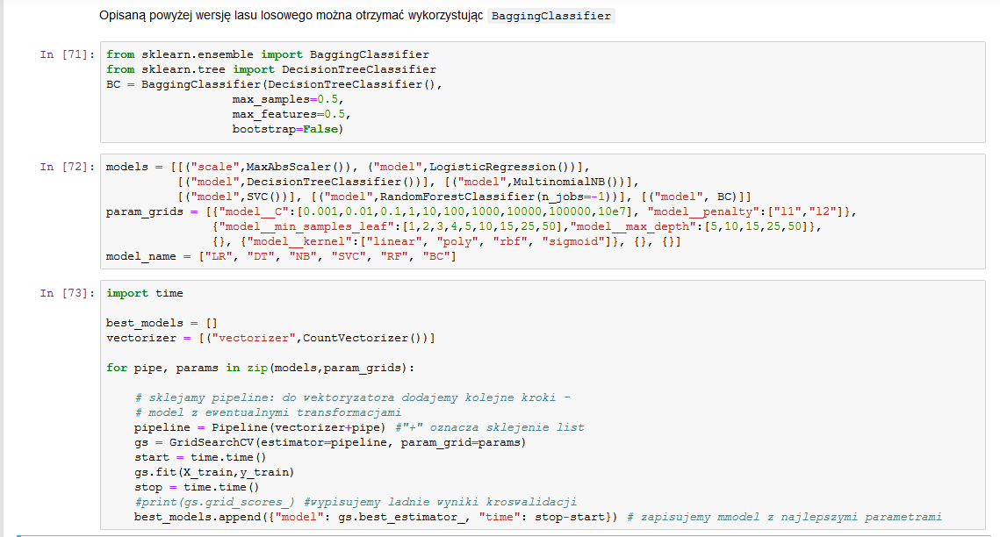 Opisaną powyżej wersję lasu losowego można otrzymać wykorzystując BaggingClassifier
In [71]: from sklearn.ensemble import BaggingClassifier
from sklearn.tree import DecisionTreeClassifier
BC = BaggingClassifier(DecisionTreeClassifier(),
                  max_samples=0.5,
                  max_features=0.5,
                  bootstrap=False)
In [72]: models = [[("scale",MaxAbsScaler()), ("model",LogisticRegression())],
          [("model",DecisionTreeClassifier())], [("model",MultinomialNB())],
          [("model",SVC())], [("model",RandomForestClassifier(n_jobs=-1))], [("model", BC)]]
param_grids = [{"model__C":[0.001,0.01,0.1,1,10,100,1000,10000,100000,10e7], "model__penalty":["l1","l2"]},
               {"model__min_samples_leaf":[1,2,3,4,5,10,15,25,50],"model__max_depth":[5,10,15,25,50]},
               {}, {"model__kernel":["linear", "poly", "rbf", "sigmoid"]}, {}, {}]
model_name = ["LR", "DT", "NB", "SVC", "RF", "BC"]
In [73]: import time
best_models = []
vectorizer = [("vectorizer",CountVectorizer())]
for pipe, params in zip(models,param_grids):
    # sklejamy pipeline: do wektoryzatora dodajemy kolejne kroki -
    # model z ewentualnymi transformacjami
    pipeline = Pipeline(vectorizer+pipe) #"+" oznacza sklejenie list
    gs = GridSearchCV(estimator=pipeline, param_grid=params)
    start = time.time()
    gs.fit(X_train,y_train)
    stop = time.time()
    #print(gs.grid_scores_) #wypisujemy ladnie wyniki kroswalidacji
    best_models.append({"model": gs.best_estimator_, "time": stop-start}) # zapisujemy mmodel z najlepszymi parametrami